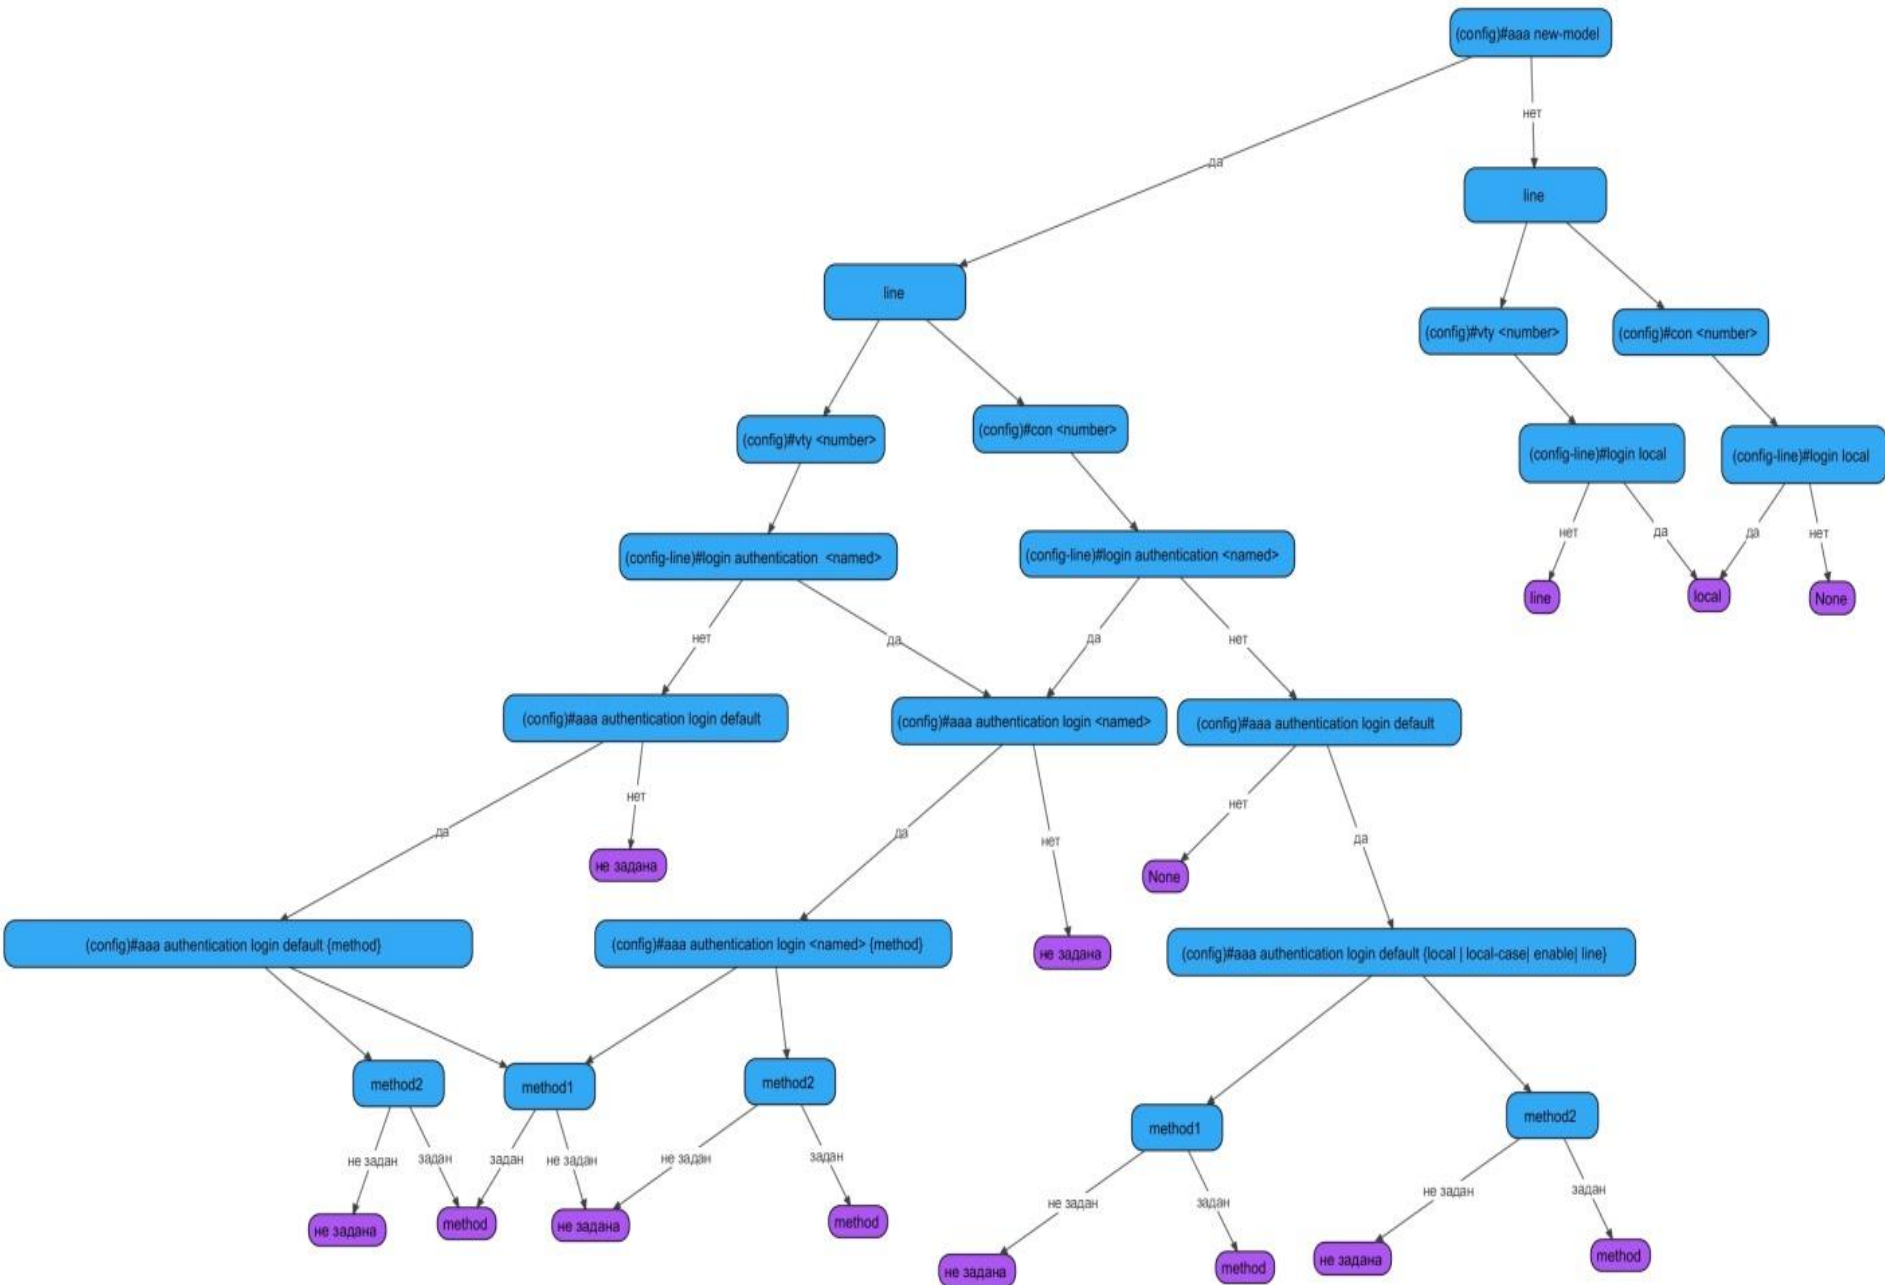 (config)#aaa new-model
нет
да
line
line
(config)#vty <number>
(config)#con <number>
(config)#vty <number>
(config)#con <number>
(config-line)#login local
(config-line)#login local
нет
да
да
нет
(config-line)#login authentication  <named>
(config-line)#login authentication <named>
line
local
None
нет
да
да
нет
(config)#aaa authentication login default
(config)#aaa authentication login <named>
(config)#aaa authentication login default
нет
нет
да
да
нет
да
не задана
None
(config)#aaa authentication login default {method}
(config)#aaa authentication login <named> {method}
не задана
(config)#aaa authentication login default {local | local-case| enable| line}
method2
method1
method2
method1
method2
не задан
задан
задан
не задан
не задан
задан
не задан
задан
не задан
задан
не задана
method
не задана
method
не задана
method
не задана
method